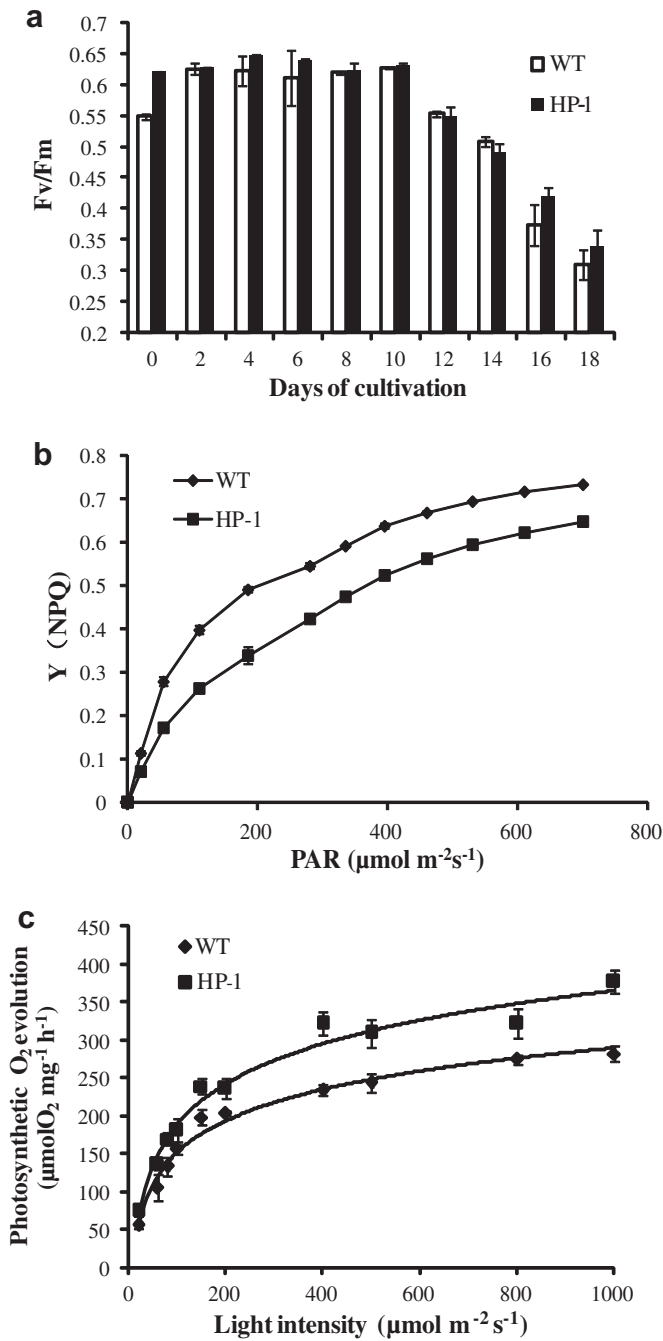 a
0.7
0.65
0.6
0.55
0.5
0.45
0.4
0.35
0.3
0.25
0.2
Fv/Fm
WT
HP-1
0 2 4 6 8 10 12 14 16 18
Days of cultivation
b
0.8
0.7
0.6
0.5
0.4
0.3
0.2
0.1
0
Y（NPQ）
WT
HP-1
0 200 400 600 800
PAR (μmol m⁻²s⁻¹)
c
450
400
350
300
250
200
150
100
50
0
Photosynthetic O₂ evolution
(μmolO₂ mg⁻¹ h⁻¹)
WT
HP-1
0 200 400 600 800 1000
Light intensity (μmol m⁻² s⁻¹)